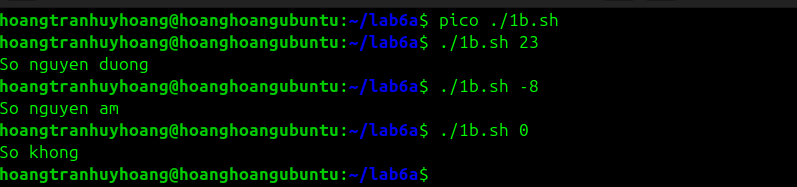 hoangtranhuyhoang@hoanghoangubuntu:~/lab6a$ pico ./1b.sh
hoangtranhuyhoang@hoanghoangubuntu:~/lab6a$ ./1b.sh 23
So nguyen duong
hoangtranhuyhoang@hoanghoangubuntu:~/lab6a$ ./1b.sh -8
So nguyen am
hoangtranhuyhoang@hoanghoangubuntu:~/lab6a$ ./1b.sh 0
So khong
hoangtranhuyhoang@hoanghoangubuntu:~/lab6a$